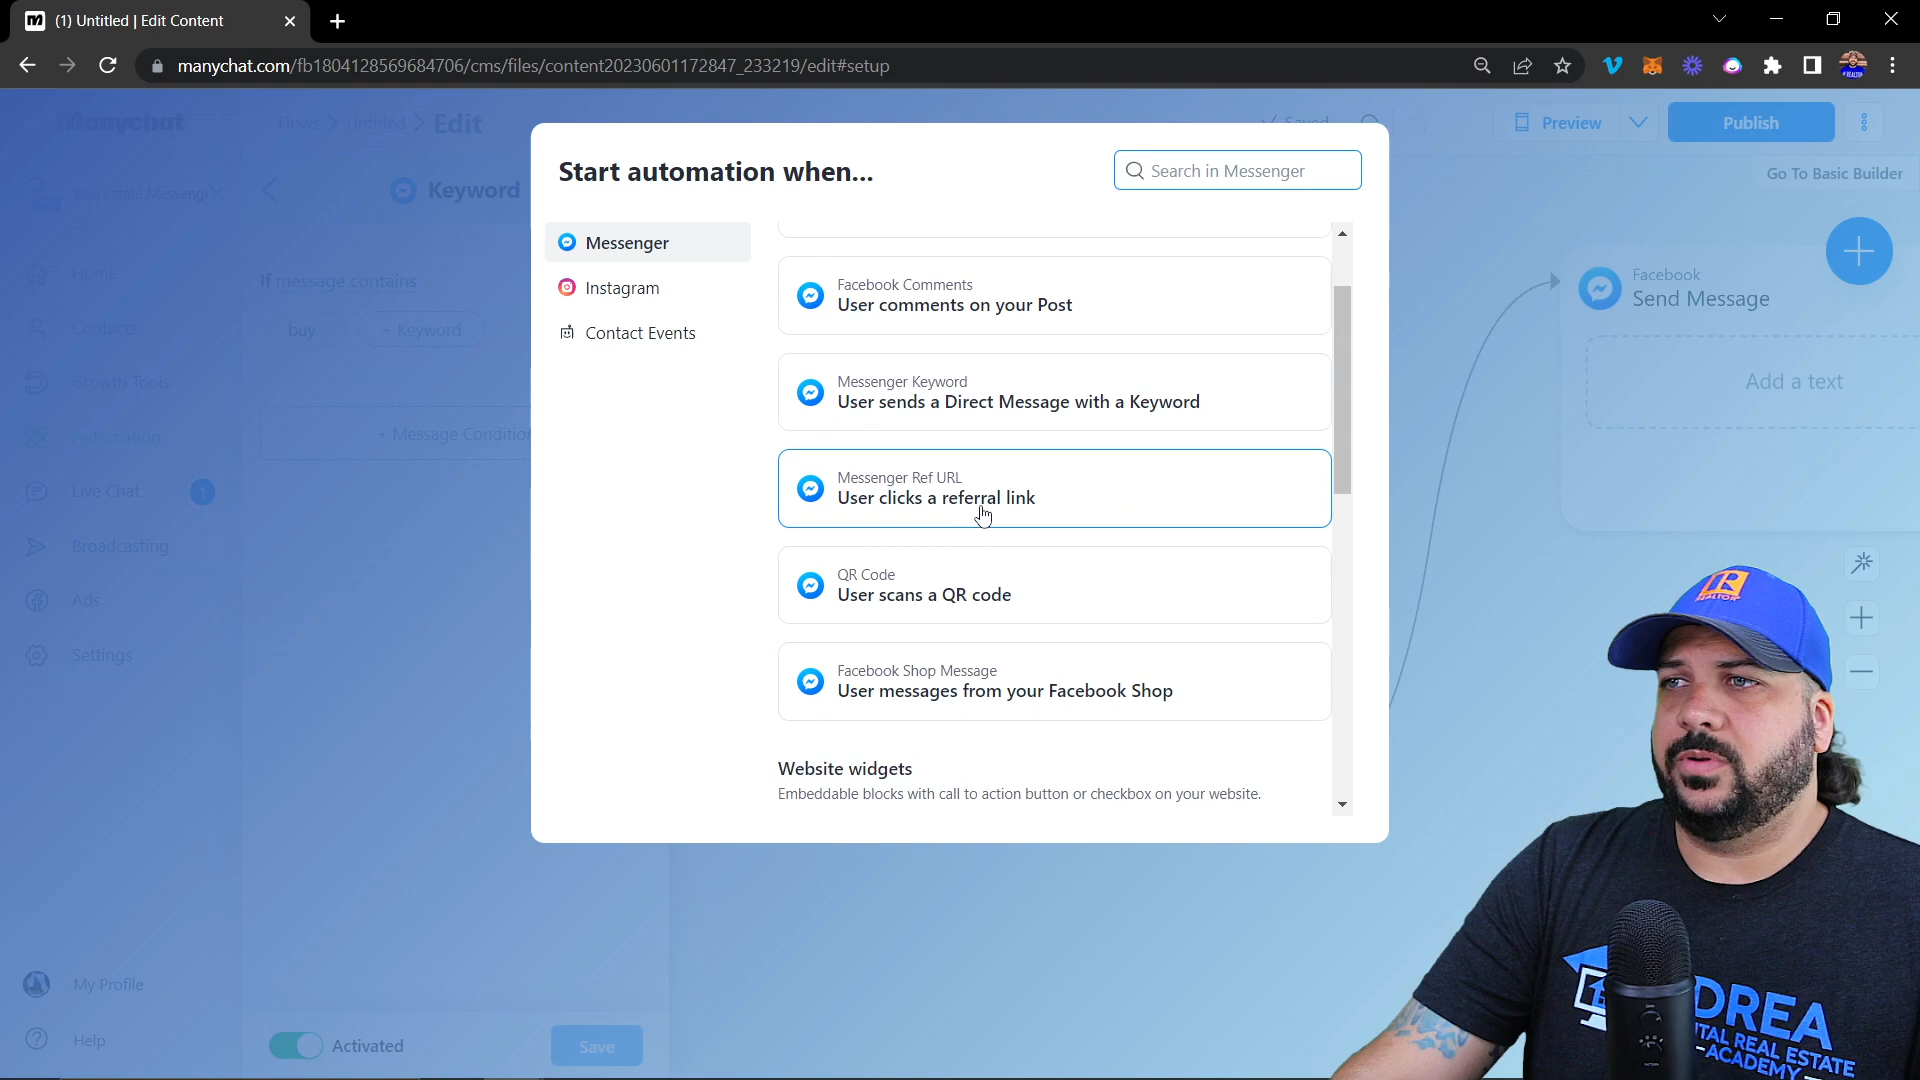 (1) Untitled | Edit Content
manychat.com/fb1804128569684706/cms/files/content20230601172847_233219/edit#setup
Manychat
Flows
Untitled
Edit
Saved
Preview
Publish
Go To Basic Builder
Keyword
Home
Contacts
Growth Tools
Automation
Live Chat
1
Broadcasting
Ads
Settings
My Profile
Help
If message contains
buy
+ Keyword
+ Message Condition
Activated
Save
Start automation when...
Search in Messenger
Messenger
Instagram
Contact Events
Facebook Comments
User comments on your Post
Messenger Keyword
User sends a Direct Message with a Keyword
Messenger Ref URL
User clicks a referral link
QR Code
User scans a QR code
Facebook Shop Message
User messages from your Facebook Shop
Website widgets
Embeddable blocks with call to action button or checkbox on your website.
Facebook
Send Message
Add a text
REALTOR
DREA
ITAL REAL ESTATE
-ACADEMY-